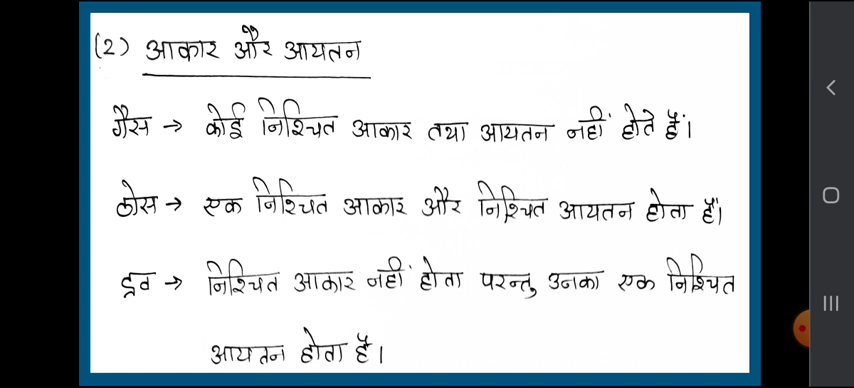 (2) आकार और आयतन
गैस → कोई निश्चित आकार तथा आयतन नहीं होते हैं।
ठोस → एक निश्चित आकार और निश्चित आयतन होता है।
द्रव → निश्चित आकार नहीं होता परन्तु उनका एक निश्चित
आयतन होता है।